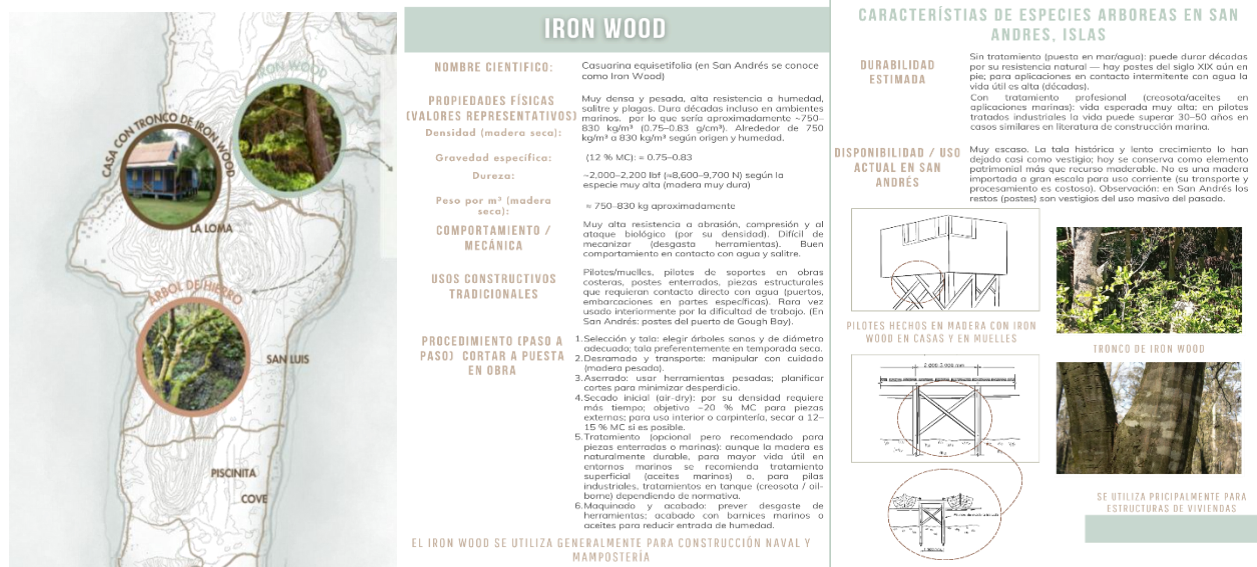 IRON WOOD
CASA CON TRONCO DE IRON WOOD
LA LOMA
ARBOL DE HIERRO
SAN LUIS
PISCINITA
COVE
IRON WOOD
NOMBRE CIENTIFICO:
Casuarina equisetifolia (en San Andrés se conoce
como Iron Wood)
PROPIEDADES FÍSICAS
(VALORES REPRESENTATIVOS)
Densidad (madera seca):
Muy densa y pesada, alta resistencia a humedad,
salitre y plagas. Dura décadas incluso en ambientes
marinos. por lo que sería aproximadamente ~750–
830 kg/m³ (0.75–0.83 g/cm³). Alrededor de 750
kg/m³ a 830 kg/m³ según origen y humedad.
Gravedad específica:
(12 % MC): ≈ 0.75–0.83
Dureza:
~2,000–2,200 lbf (≈8,600–9,700 N) según la
especie muy alta (madera muy dura)
Peso por m³ (madera
seca):
≈ 750–830 kg aproximadamente
COMPORTAMIENTO /
MECÁNICA
Muy alta resistencia a abrasión, compresión y al
ataque biológico (por su densidad). Difícil de
mecanizar (desgasta herramientas). Buen
comportamiento en contacto con agua y salitre.
USOS CONSTRUCTIVOS
TRADICIONALES
Pilotes/muelles, pilotes de soportes en obras
costeras, postes enterrados, piezas estructurales
que requieran contacto directo con agua (puertos,
embarcaciones en partes específicas). Rara vez
usado interiormente por la dificultad de trabajo. (En
San Andrés: postes del puerto de Gough Bay).
PROCEDIMIENTO (PASO A
PASO) CORTAR A PUESTA
EN OBRA
1. Selección y tala: elegir árboles sanos y de diámetro
adecuado; tala preferentemente en temporada seca.
2. Desramado y transporte: manipular con cuidado
(madera pesada).
3. Aserrado: usar herramientas pesadas; planificar
cortes para minimizar desperdicio.
4. Secado inicial (air-dry): por su densidad requiere
más tiempo; objetivo ~20 % MC para piezas
externas; para uso interior o carpintería, secar a 12–
15 % MC si es posible.
5. Tratamiento (opcional pero recomendado para
piezas enterradas o marinas): aunque la madera es
naturalmente durable, para mayor vida útil en
entornos marinos se recomienda tratamiento
superficial (aceites marinos) o, para pilas
industriales, tratamientos en tanque (creosota / oil-
borne) dependiendo de normativa.
6. Maquinado y acabado: prever desgaste de
herramientas; acabado con barnices marinos o
aceites para reducir entrada de humedad.
EL IRON WOOD SE UTILIZA GENERALMENTE PARA CONSTRUCCIÓN NAVAL Y
MAMPOSTERÍA
CARACTERÍSTIAS DE ESPECIES ARBOREAS EN SAN
ANDRES, ISLAS
DURABILIDAD
ESTIMADA
Sin tratamiento (puesto en mar/agua): puede durar décadas
por su resistencia natural — hay postes del siglo XIX aún en
pie; para aplicaciones en contacto intermitente con agua la
vida útil es alta (décadas).
Con tratamiento profesional (creosota/aceites en
aplicaciones marinas): vida esperada muy alta; en pilotes
tratados industriales la vida puede superar 30–50 años en
casos similares en literatura de construcción marina.
DISPONIBILIDAD / USO
ACTUAL EN SAN
ANDRÉS
Muy escaso. La tala histórica y lento crecimiento lo han
dejado casi como vestigio; hoy se conserva como elemento
patrimonial más que recurso maderable. No es una madera
importada a gran escala para uso corriente (su transporte y
procesamiento es costoso). Observación: en San Andrés los
restos (postes) son vestigios del uso masivo del pasado.
PILOTES HECHOS EN MADERA CON IRON
WOOD EN CASAS Y EN MUELLES
TRONCO DE IRON WOOD
SE UTILIZA PRICIPALMENTE PARA
ESTRUCTURAS DE VIVIENDAS